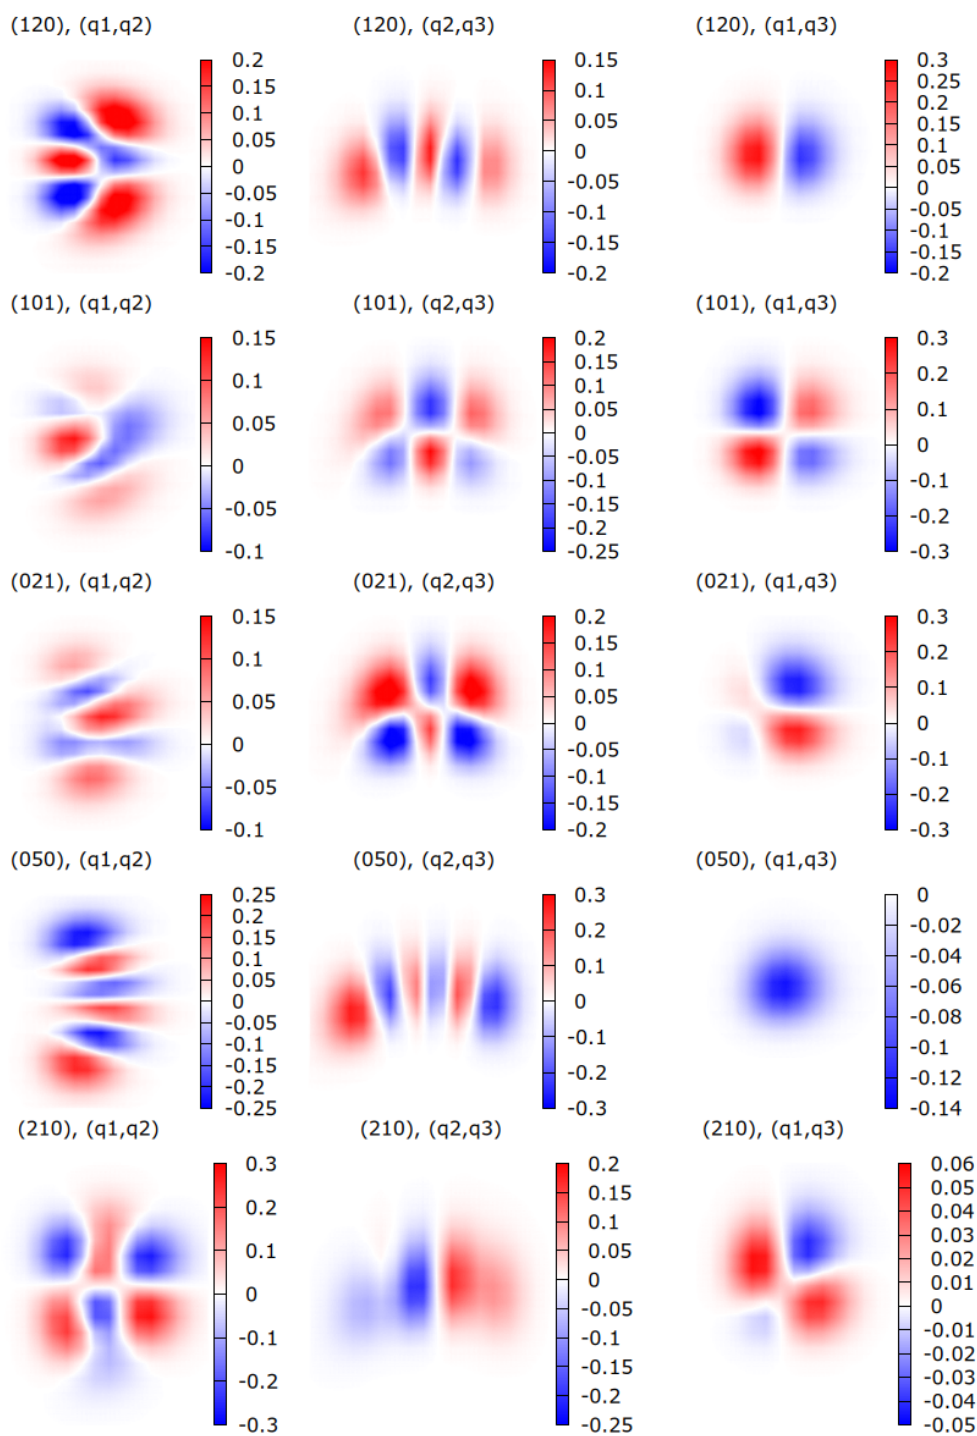 (120), (q1,q2) (120), (q2,q3) (120), (q1,q3)
0.2 0.15 0.3
0.15 0.1 0.25
0.1 0.05 0.2
0.05 0 0.15
0 -0.05 0.1
-0.05 -0.1 0.05
-0.1 -0.15 0
-0.15 -0.2 -0.05
-0.2 -0.1
-0.15
-0.2
(101), (q1,q2) (101), (q2,q3) (101), (q1,q3)
0.15 0.2 0.3
0.1 0.15 0.2
0.05 0.1 0.1
0 0.05 0
-0.05 0 -0.1
-0.1 -0.05 -0.2
-0.1 -0.3
-0.15
-0.2
-0.25
(021), (q1,q2) (021), (q2,q3) (021), (q1,q3)
0.15 0.2 0.3
0.1 0.15 0.2
0.05 0.1 0.1
0 0.05 0
-0.05 0 -0.1
-0.1 -0.05 -0.2
-0.1 -0.3
-0.15
-0.2
(050), (q1,q2) (050), (q2,q3) (050), (q1,q3)
0.25 0.3 0
0.2 0.2 -0.02
0.15 0.1 -0.04
0.1 0 -0.06
0.05 -0.1 -0.08
0 -0.2 -0.1
-0.05 -0.3 -0.12
-0.1 -0.14
-0.15
-0.2
-0.25
(210), (q1,q2) (210), (q2,q3) (210), (q1,q3)
0.3 0.2 0.06
0.2 0.15 0.05
0.1 0.1 0.04
0 0.05 0.03
-0.1 0 0.02
-0.2 -0.05 0.01
-0.3 -0.1 0
-0.15 -0.01
-0.2 -0.02
-0.25 -0.03
-0.04
-0.05